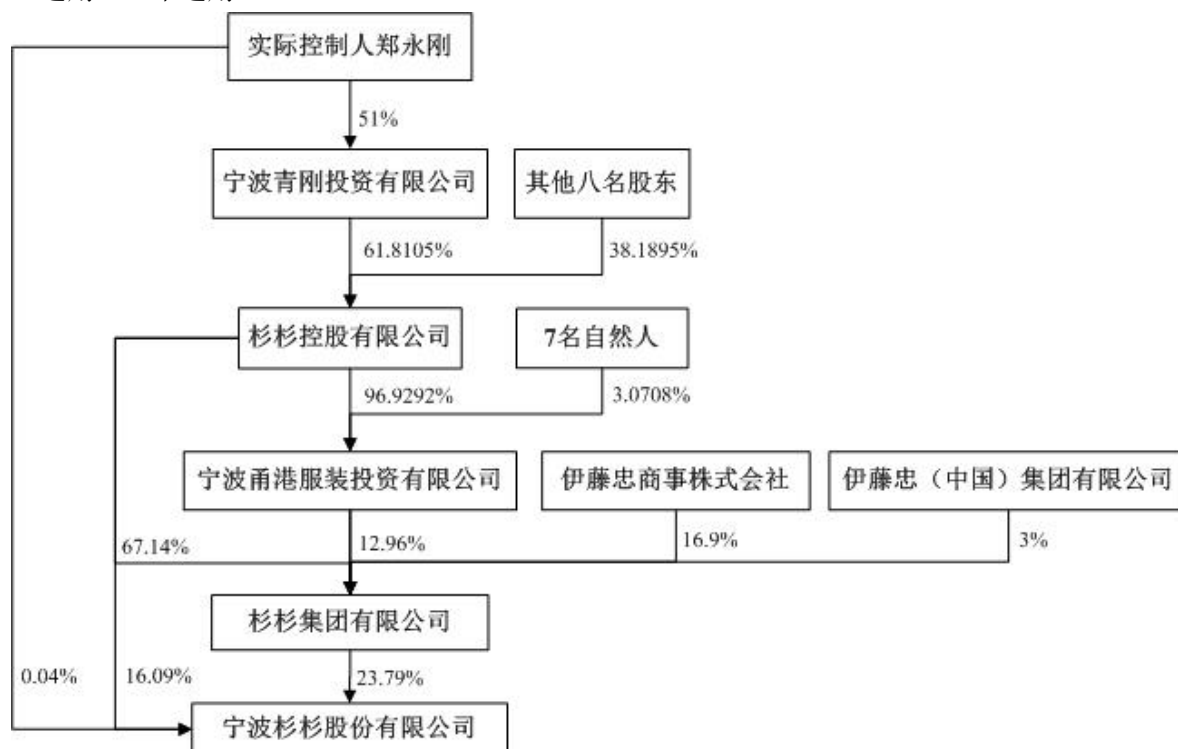 实际控制人郑永刚
51%
宁波青刚投资有限公司
其他八名股东
61.8105%
38.1895%
杉杉控股有限公司
7名自然人
96.9292%
3.0708%
宁波甬港服装投资有限公司
伊藤忠商事株式会社
伊藤忠（中国）集团有限公司
67.14%
12.96%
16.9%
3%
杉杉集团有限公司
0.04%
16.09%
23.79%
宁波杉杉股份有限公司